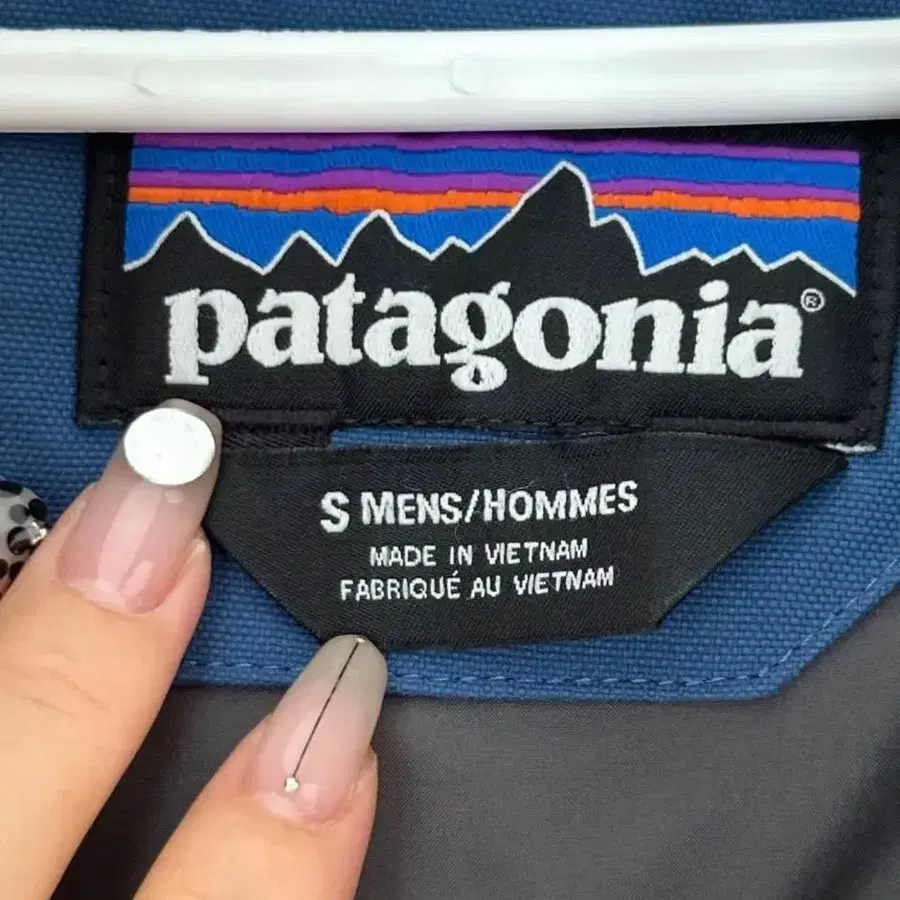 patagonia®
S MENS/HOMMES
MADE IN VIETNAM
FABRIQUÉ AU VIETNAM